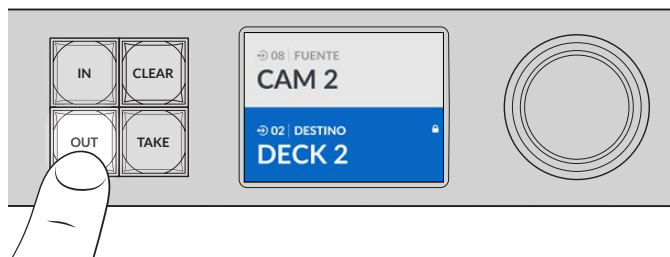 IN
CLEAR
OUT
TAKE
08 | FUENTE
CAM 2
02 | DESTINO
DECK 2